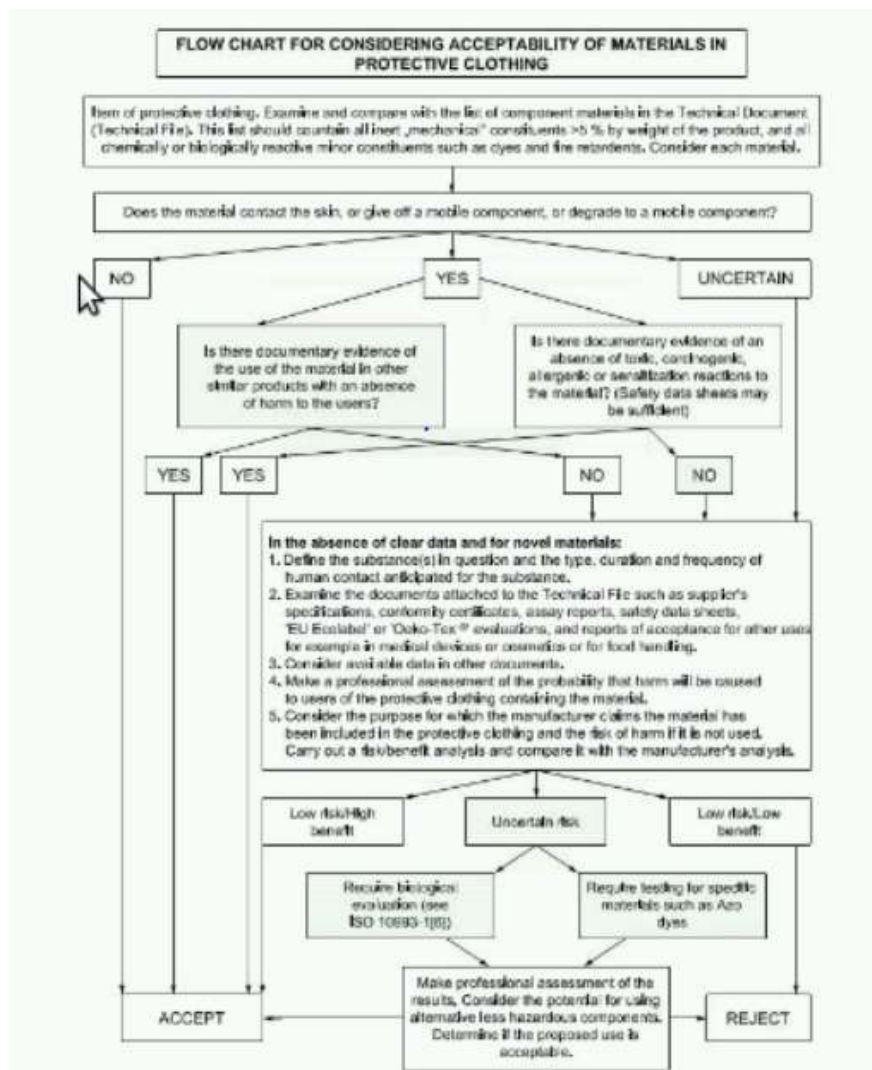 FLOW CHART FOR CONSIDERING ACCEPTABILITY OF MATERIALS IN
PROTECTIVE CLOTHING
Item of protective clothing. Examine and compare with the list of component materials in the Technical Document
(Technical File). This list should countain all inert „mechanical" constituents >5 % by weight of the product, and all
chemically or biologically reactive minor constituents such as dyes and fire retardents. Consider each material.
Does the material contact the skin, or give off a mobile component, or degrade to a mobile component?
NO
YES
UNCERTAIN
Is there documentary evidence of
the use of the material in other
similar products with an absence
of harm to the users?
Is there documentary evidence of an
absence of toxic, carcinogenic,
allergenic or sensitization reactions to
the material? (Safety data sheets may
be sufficient)
YES
YES
NO
NO
In the absence of clear data and for novel materials:
1. Define the substance(s) in question and the type, duration and frequency of
human contact anticipated for the substance.
2. Examine the documents attached to the Technical File such as supplier's
specifications, conformity certificates, assay reports, safety data sheets,
'EU Ecolabel' or 'Oeko-Tex® evaluations, and reports of acceptance for other uses
for example in medical devices or cosmetics or for food handling.
3. Consider available data in other documents.
4. Make a professional assessment of the probability that harm will be caused
to users of the protective clothing containing the material.
5. Consider the purpose for which the manufacturer claims the material has
been included in the protective clothing and the risk of harm if it is not used.
Carry out a risk/benefit analysis and compare it with the manufacturer's analysis.
Low risk/High
benefit
Uncertain risk
Low risk/Low
benefit
Require biological
evaluation (see
ISO 10993-1[6])
Require testing for specific
materials such as Azo
dyes
Make professional assessment of the
results. Consider the potential for using
alternative less hazardous components.
Determine if the proposed use is
acceptable.
ACCEPT
REJECT